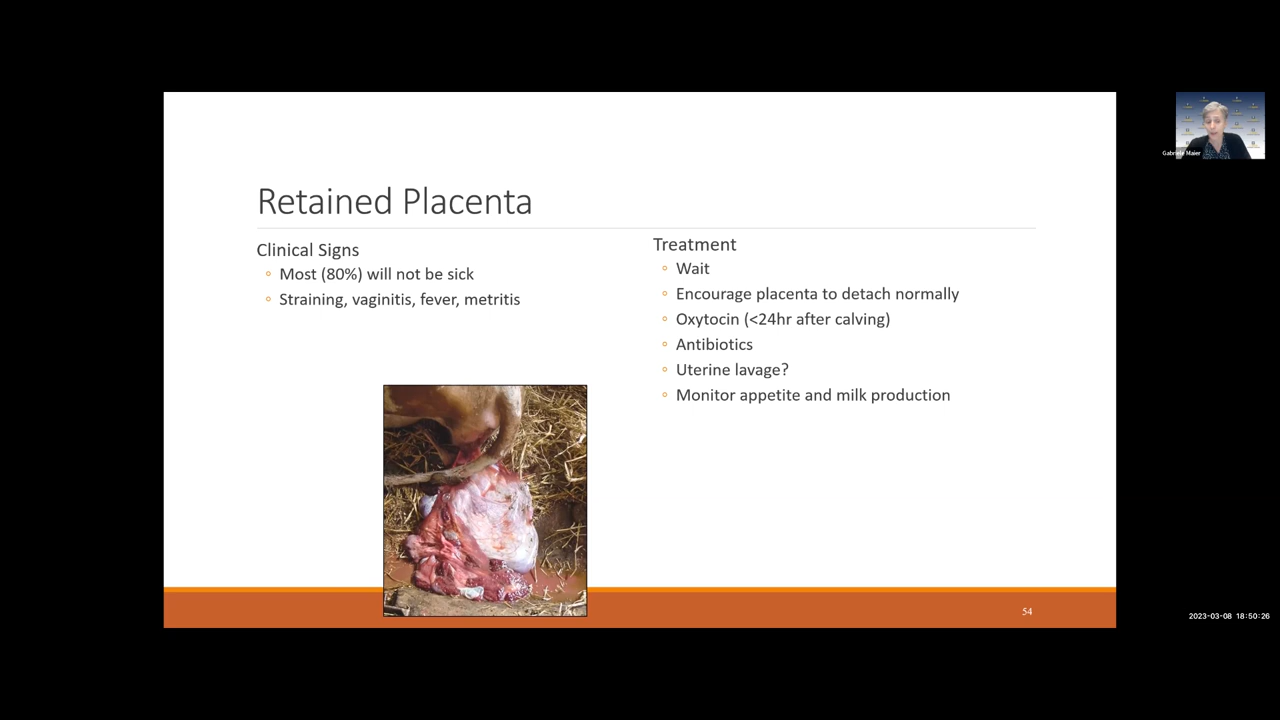 Retained Placenta
Clinical Signs
Most (80%) will not be sick
Straining, vaginitis, fever, metritis
Treatment
Wait
Encourage placenta to detach normally
Oxytocin (<24hr after calving)
Antibiotics
Uterine lavage?
Monitor appetite and milk production
54
Gabriele Maier
2023-03-08 18:50:26